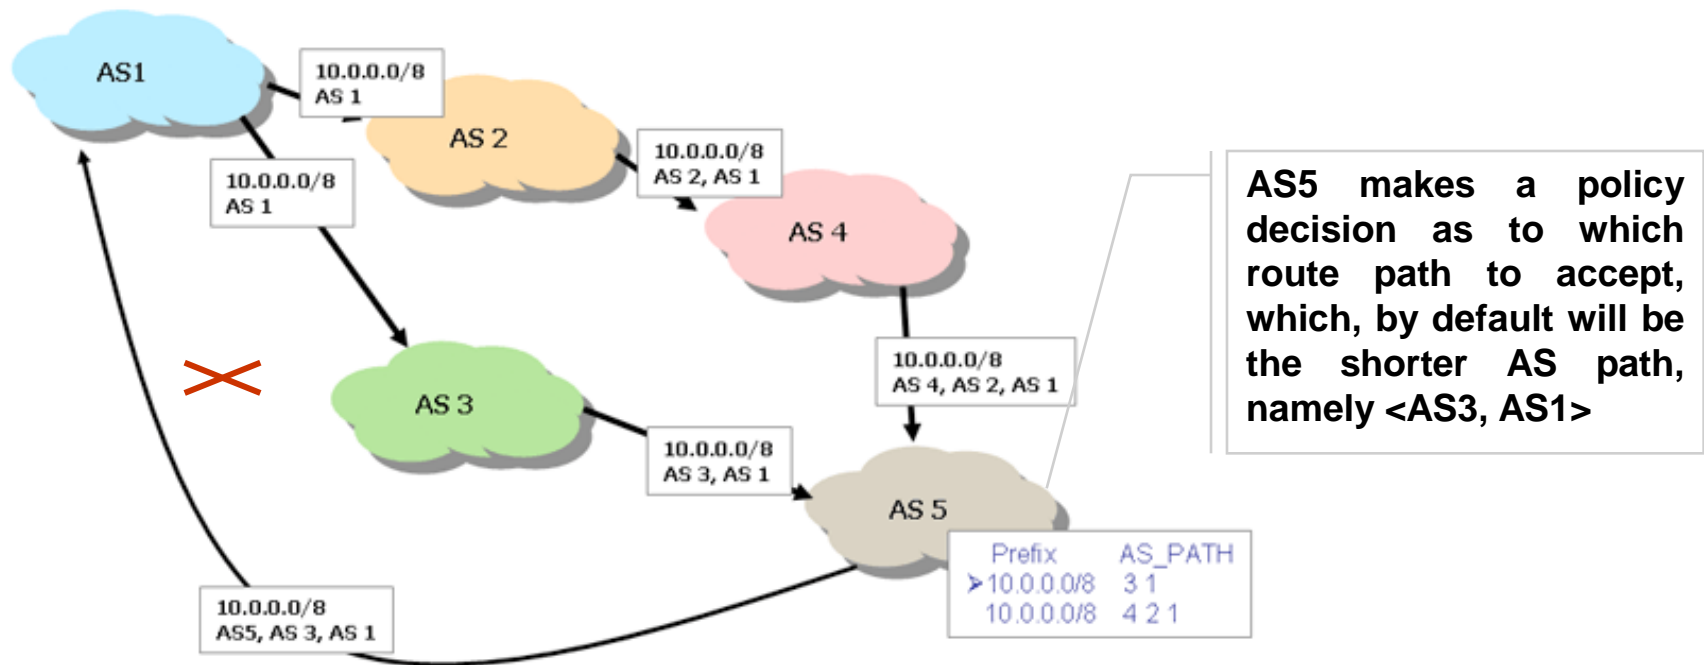 AS1
10.0.0.0/8
AS 1
AS 2
10.0.0.0/8
AS 2, AS 1
10.0.0.0/8
AS 1
AS 4
AS5 makes a policy
decision as to which
route path to accept,
which, by default will be
the shorter AS path,
namely <AS3, AS1>
10.0.0.0/8
AS 4, AS 2, AS 1
AS 3
10.0.0.0/8
AS 3, AS 1
AS 5
Prefix AS_PATH
➢10.0.0.0/8 3 1
10.0.0.0/8 4 2 1
10.0.0.0/8
AS5, AS 3, AS 1